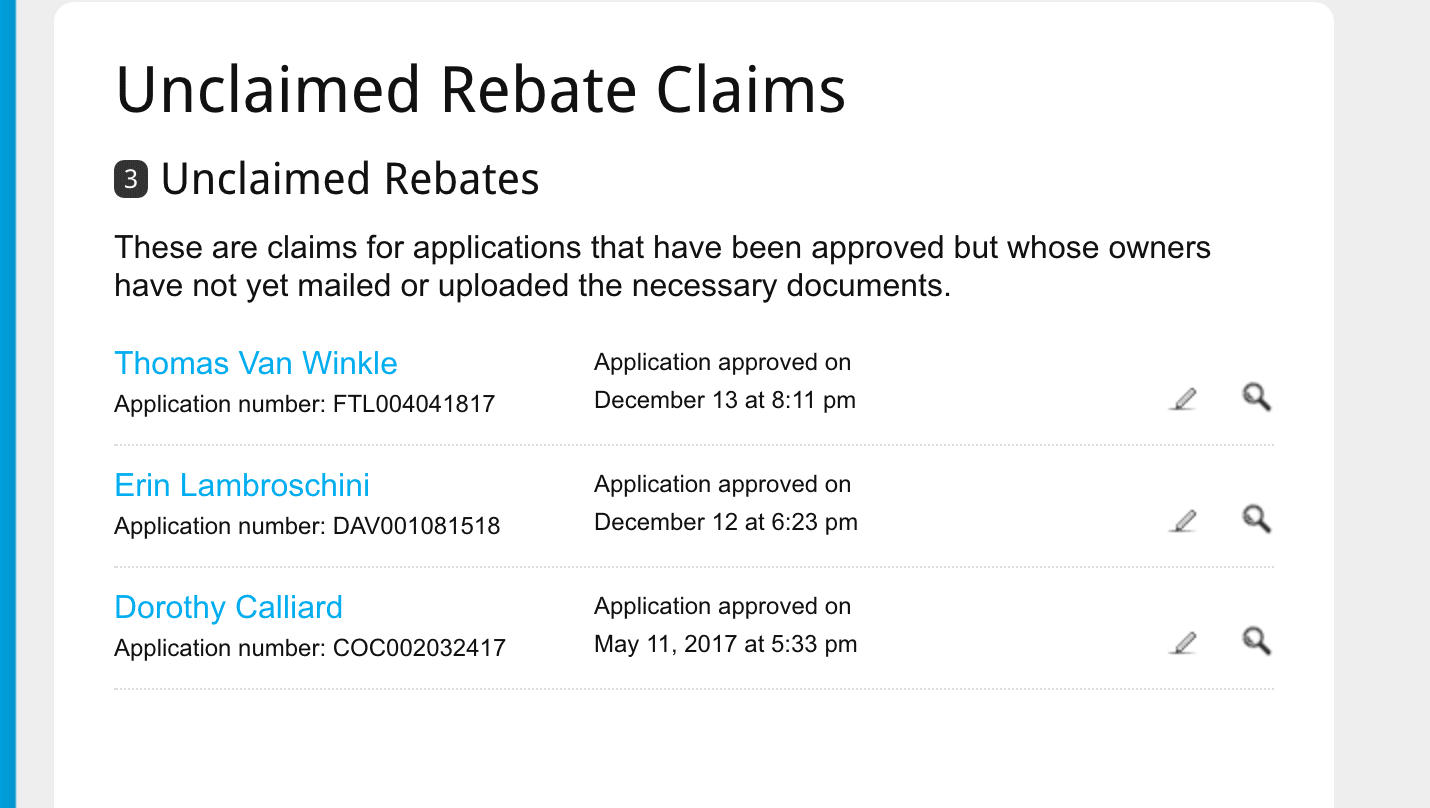 Unclaimed Rebate Claims
3 Unclaimed Rebates
These are claims for applications that have been approved but whose owners
have not yet mailed or uploaded the necessary documents.
Thomas Van Winkle
Application number: FTL004041817
Application approved on
December 13 at 8:11 pm
Erin Lambroschini
Application number: DAV001081518
Application approved on
December 12 at 6:23 pm
Dorothy Calliard
Application number: COC002032417
Application approved on
May 11, 2017 at 5:33 pm